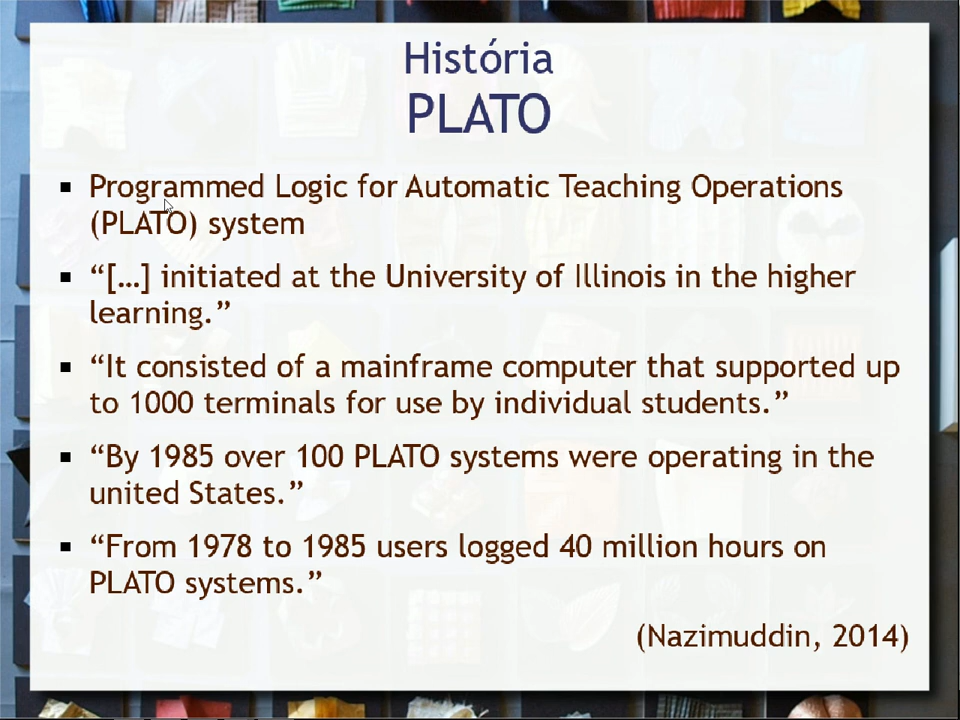 História
PLATO
▪ Programmed Logic for Automatic Teaching Operations
(PLATO) system
▪ “[…] initiated at the University of Illinois in the higher
learning.”
▪ “It consisted of a mainframe computer that supported up
to 1000 terminals for use by individual students.”
▪ “By 1985 over 100 PLATO systems were operating in the
united States.”
▪ “From 1978 to 1985 users logged 40 million hours on
PLATO systems.”
(Nazimuddin, 2014)